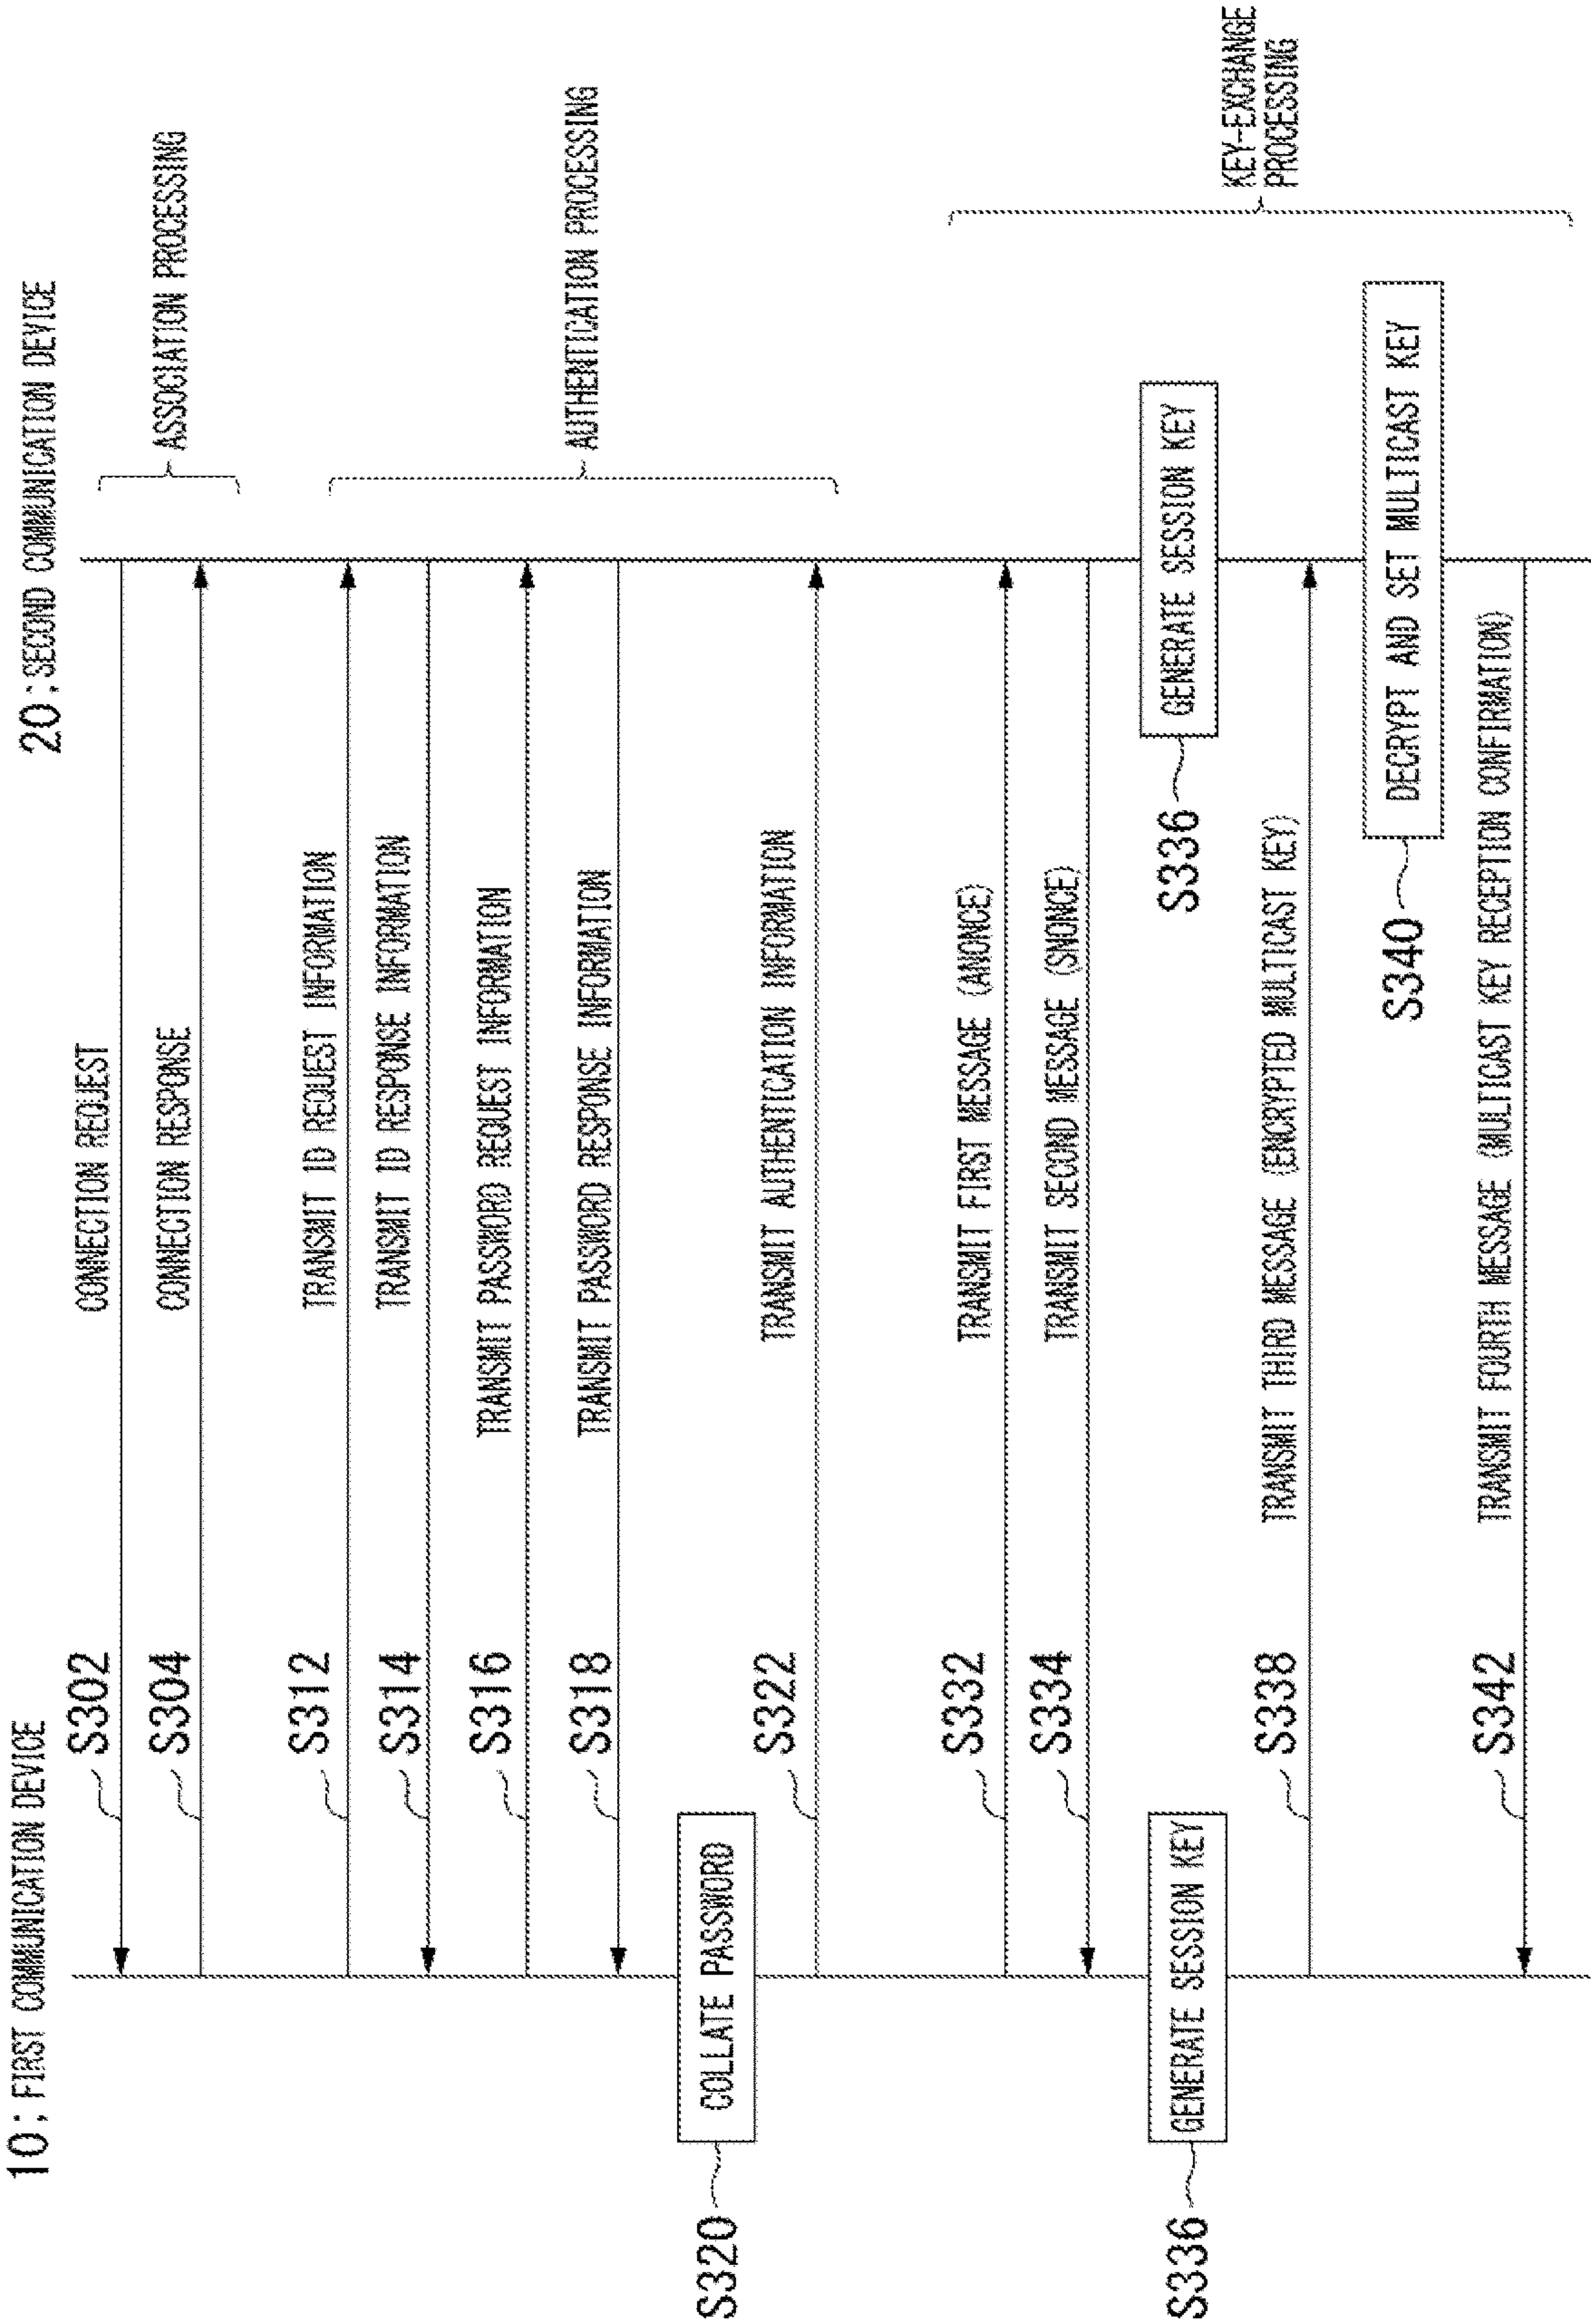 10;FIRST COMMUNICATION DEVICE
20;SECOND COMMUNICATION DEVICE
S302
CONNECTION REQUEST
S304
CONNECTION RESPONSE
ASSOCIATION PROCESSING
S312
TRANSMIT ID REQUEST INFORMATION
S314
TRANSMIT ID RESPONSE INFORMATION
S316
TRANSMIT PASSWORD REQUEST INFORMATION
S318
TRANSMIT PASSWORD RESPONSE INFORMATION
AUTHENTICATION PROCESSING
S320
COLLATE PASSWORD
S322
TRANSMIT AUTHENTICATION INFORMATION
S332
TRANSMIT FIRST MESSAGE (ANONCE)
S334
TRANSMIT SECOND MESSAGE (SNONCE)
S336
GENERATE SESSION KEY
S336
GENERATE SESSION KEY
KEY-EXCHANGE
PROCESSING
S338
TRANSMIT THIRD MESSAGE (ENCRYPTED MULTICAST KEY)
S340
DECRYPT AND SET MULTICAST KEY
S342
TRANSMIT FOURTH MESSAGE (MULTICAST KEY RECEPTION CONFIRMATION)